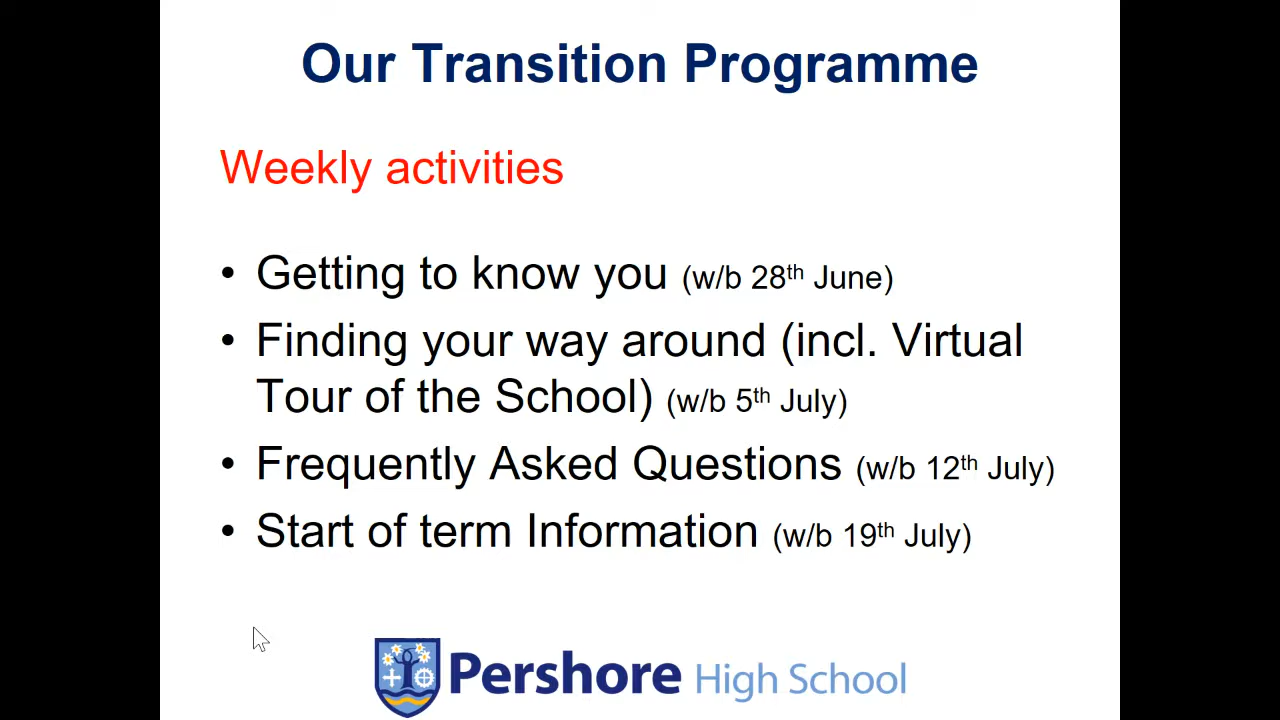 Our Transition Programme
Weekly activities
• Getting to know you (w/b 28th June)
• Finding your way around (incl. Virtual
Tour of the School) (w/b 5th July)
• Frequently Asked Questions (w/b 12th July)
• Start of term Information (w/b 19th July)
Pershore High School